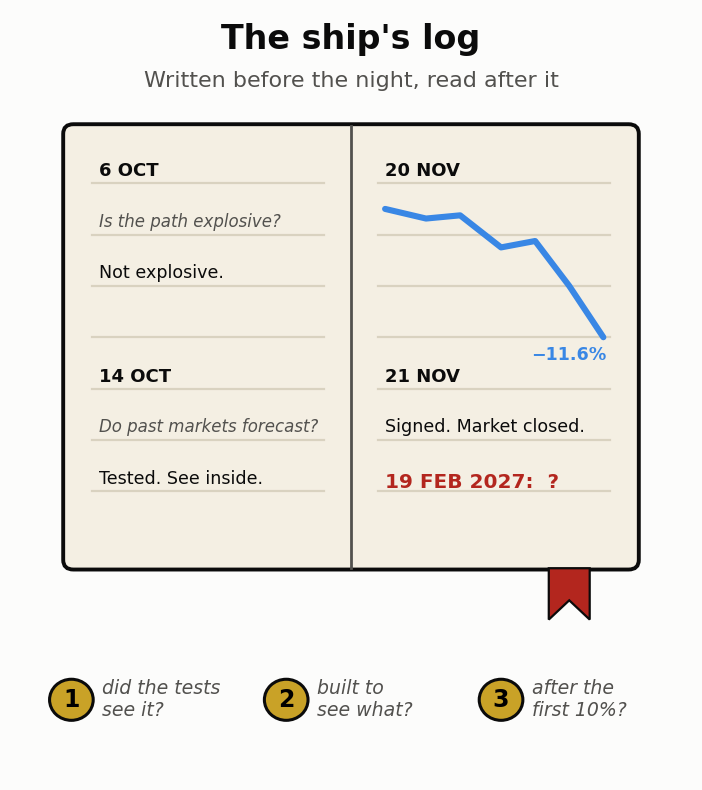 The ship's log
Written before the night, read after it
6 OCT
Is the path explosive?
Not explosive.
14 OCT
Do past markets forecast?
Tested. See inside.
20 NOV
−11.6%
21 NOV
Signed. Market closed.
19 FEB 2027: ?
1
did the tests
see it?
2
built to
see what?
3
after the
first 10%?